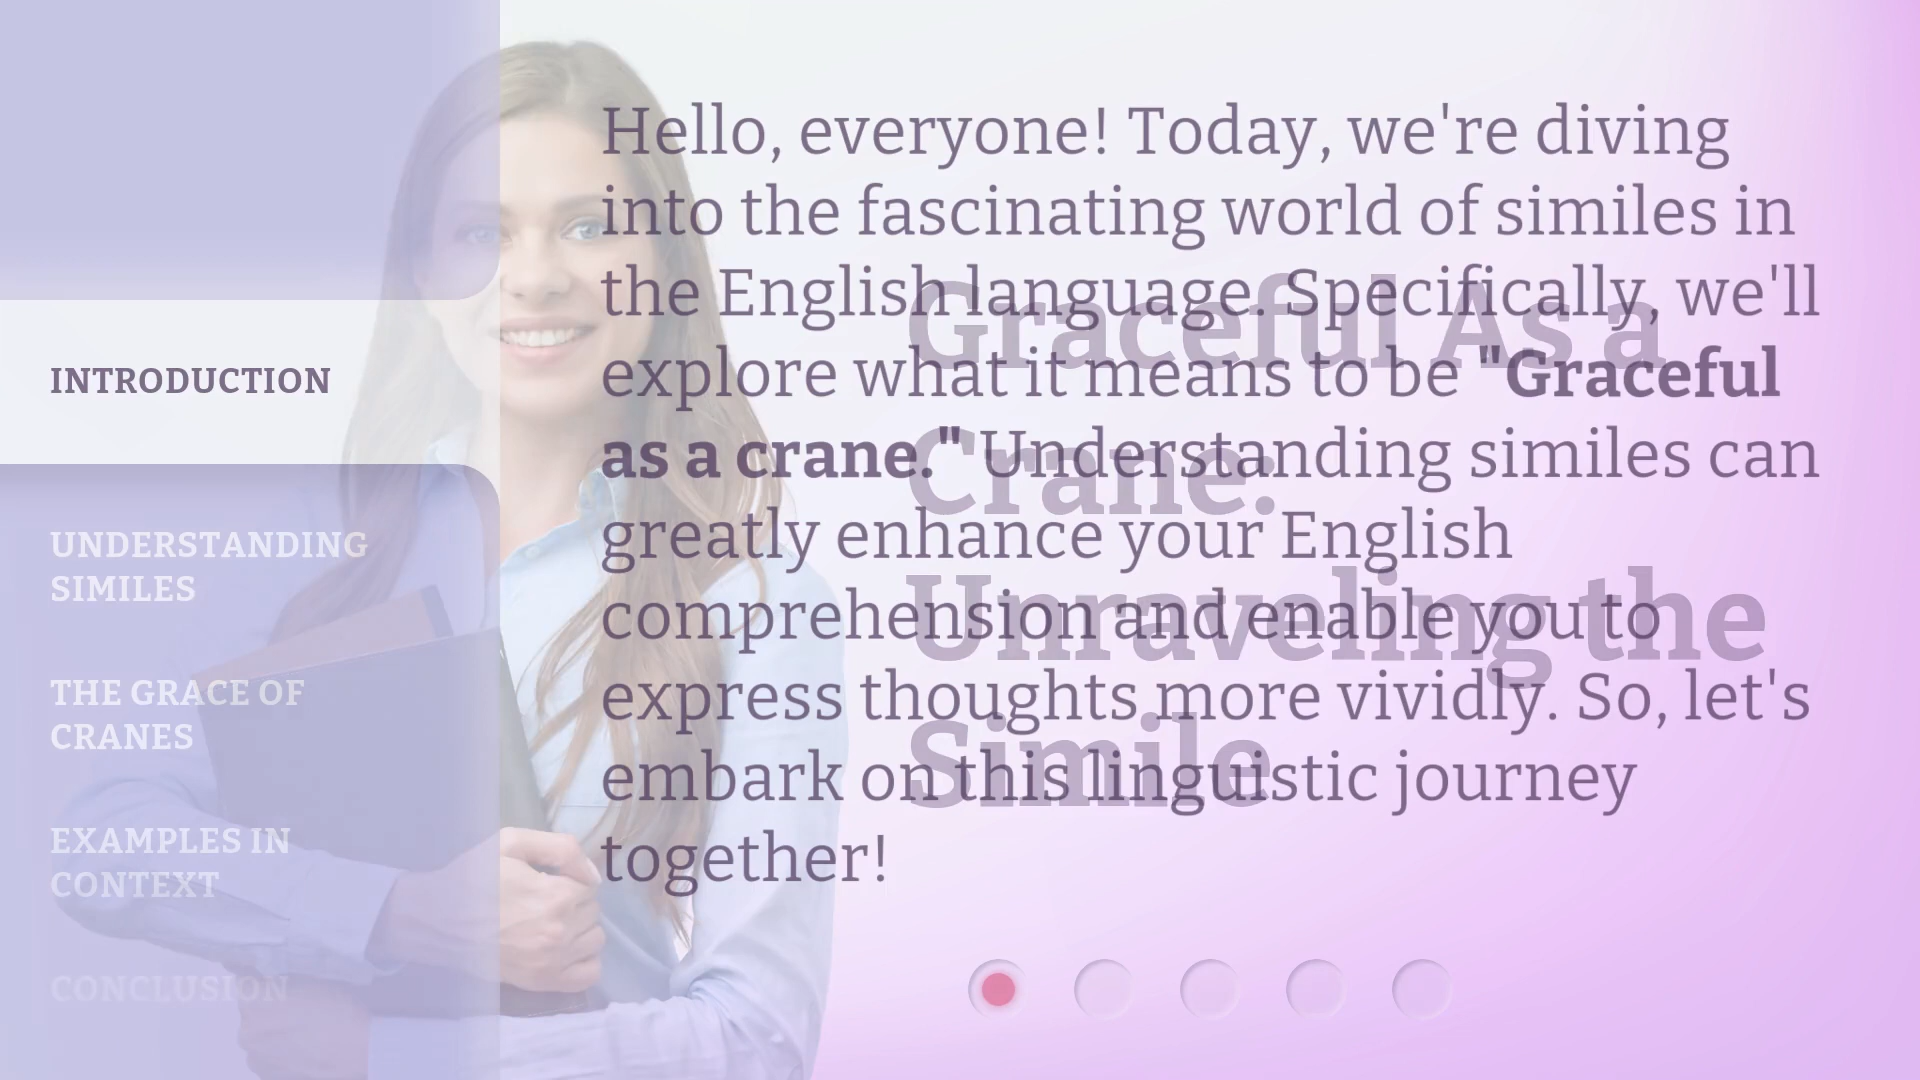 INTRODUCTION
UNDERSTANDING
SIMILES
THE GRACE OF
CRANES
EXAMPLES IN
CONTEXT
CONCLUSION
Hello, everyone! Today, we're diving
into the fascinating world of similes in
the English language. Specifically, we'll
explore what it means to be "Graceful
as a crane." Understanding similes can
greatly enhance your English
comprehension and enable you to
express thoughts more vividly. So, let's
embark on this linguistic journey
together!
Graceful As a
Crane:
Unraveling the
Simile